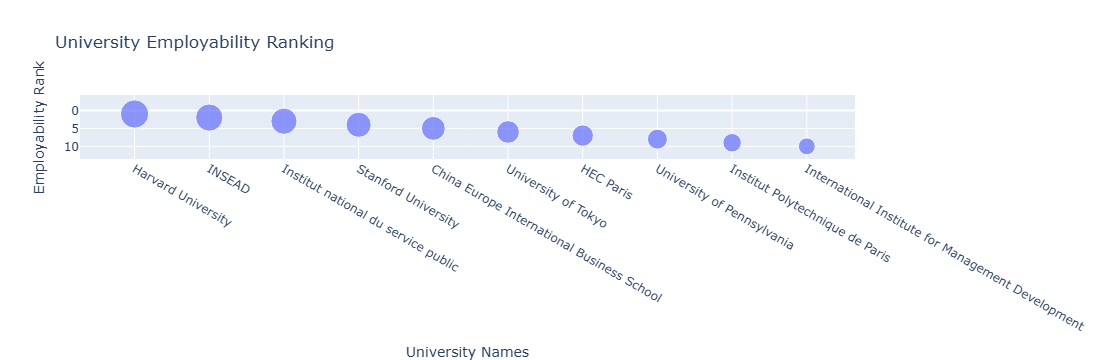 University Employability Ranking
Employability Rank
0
5
10
Harvard University
INSEAD
Institut national du service public
Stanford University
China Europe International Business School
University of Tokyo
HEC Paris
University of Pennsylvania
Institut Polytechnique de Paris
International Institute for Management Development
University Names